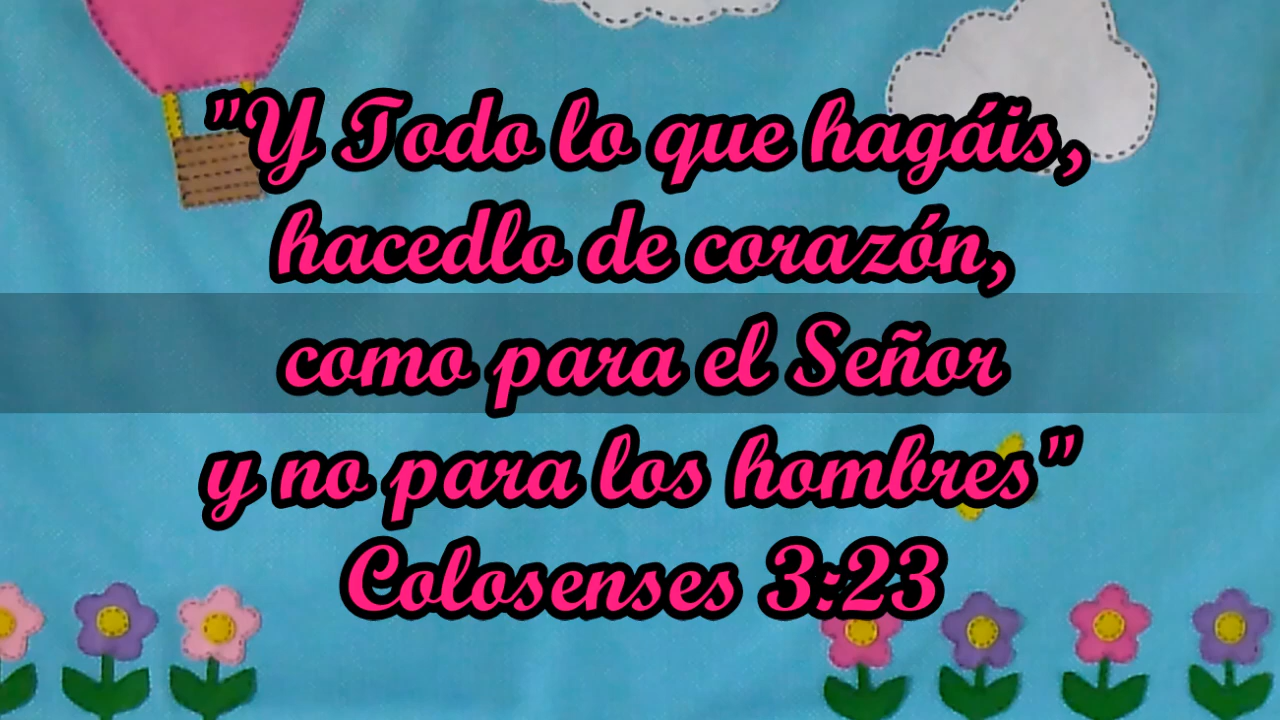 "Y Todo lo que hagáis,
hacedlo de corazón,
como para el Señor
y no para los hombres"
Colosenses 3:23